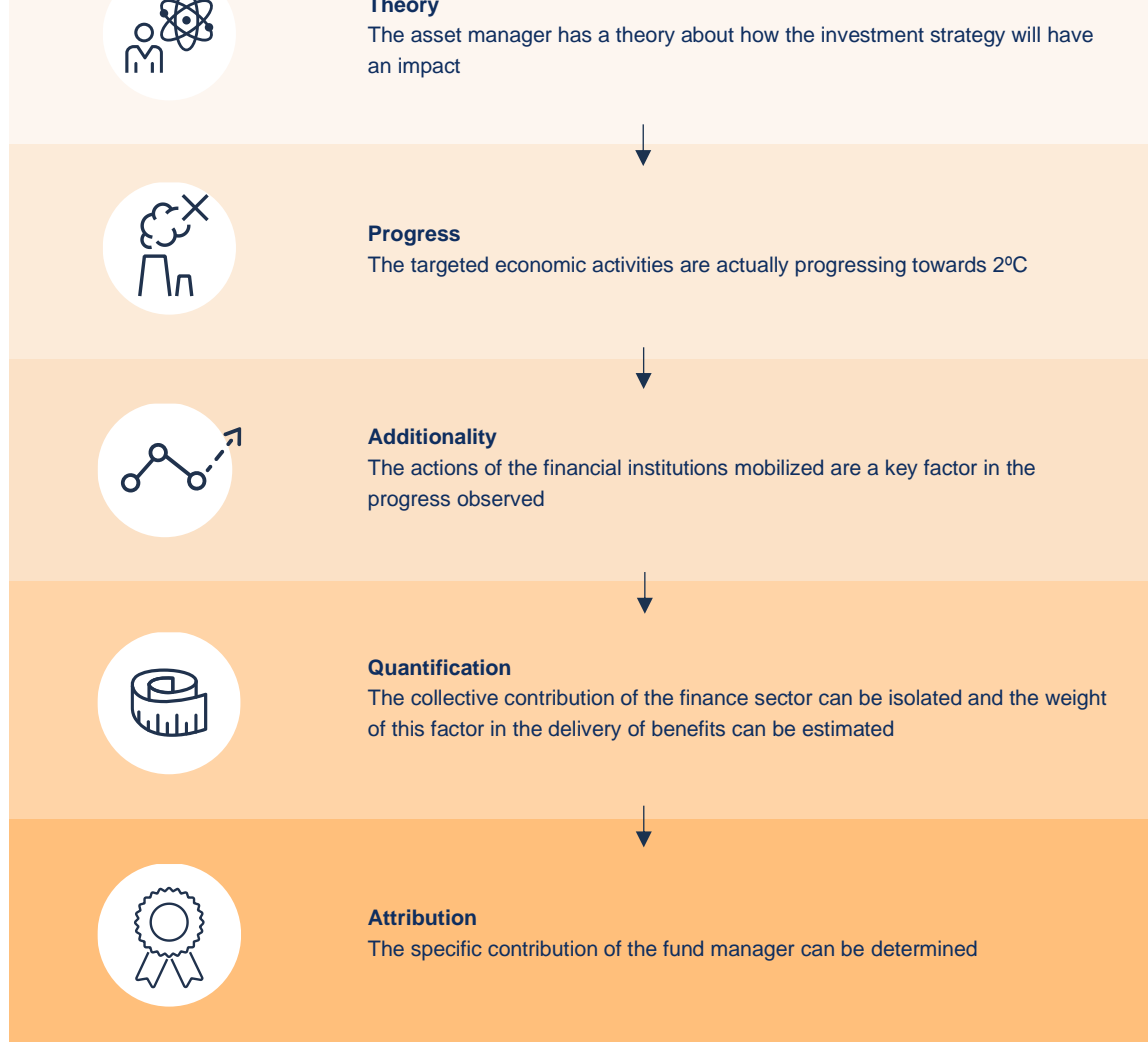 Theory
The asset manager has a theory about how the investment strategy will have
an impact
Progress
The targeted economic activities are actually progressing towards 2ºC
Additionality
The actions of the financial institutions mobilized are a key factor in the
progress observed
Quantification
The collective contribution of the finance sector can be isolated and the weight
of this factor in the delivery of benefits can be estimated
Attribution
The specific contribution of the fund manager can be determined